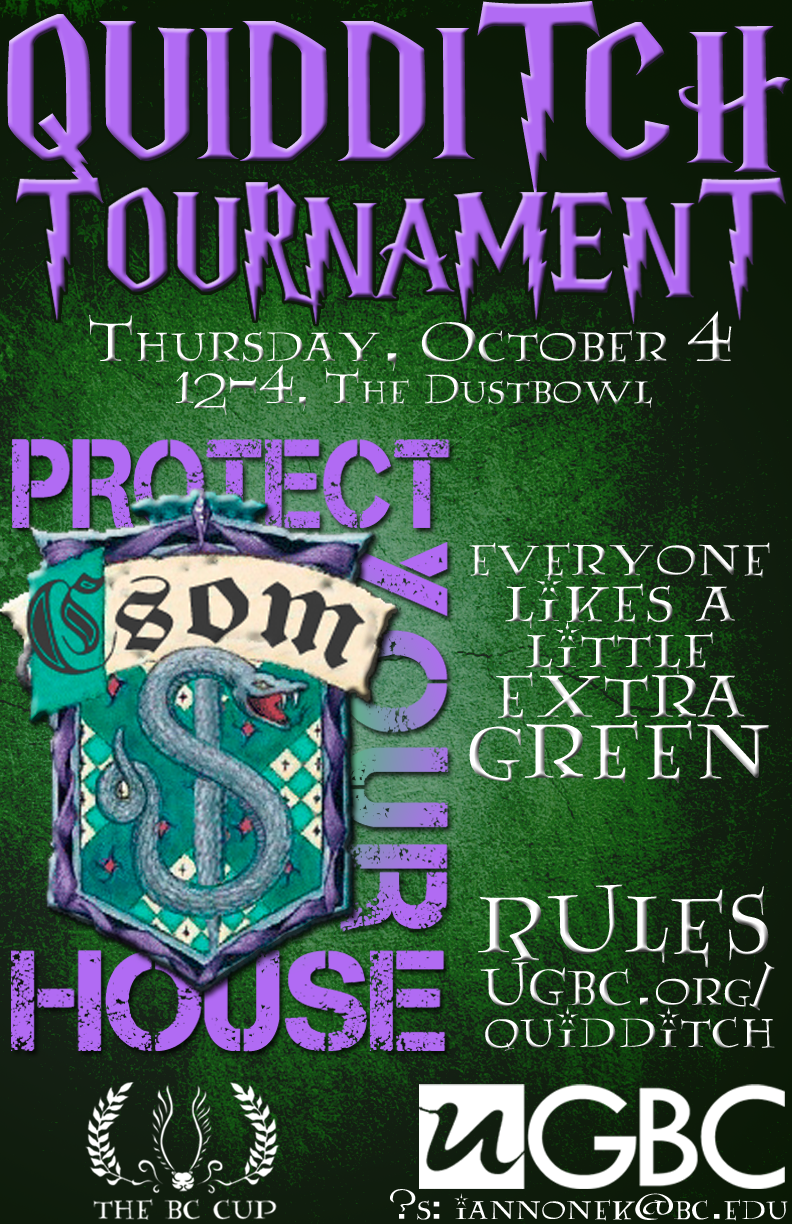 QUIDDITCH
TOURNAMENT
THURSDAY, OCTOBER 4
12-4, THE DUSTBOWL
PROTECT
YOUR
HOUSE
Csom
EVERYONE
LIKES A
LITTLE
EXTRA
GREEN
RULES
UGBC.ORG/
QUIDDITCH
THE BC CUP
uGBC
?S: IANNONEK@BC.EDU